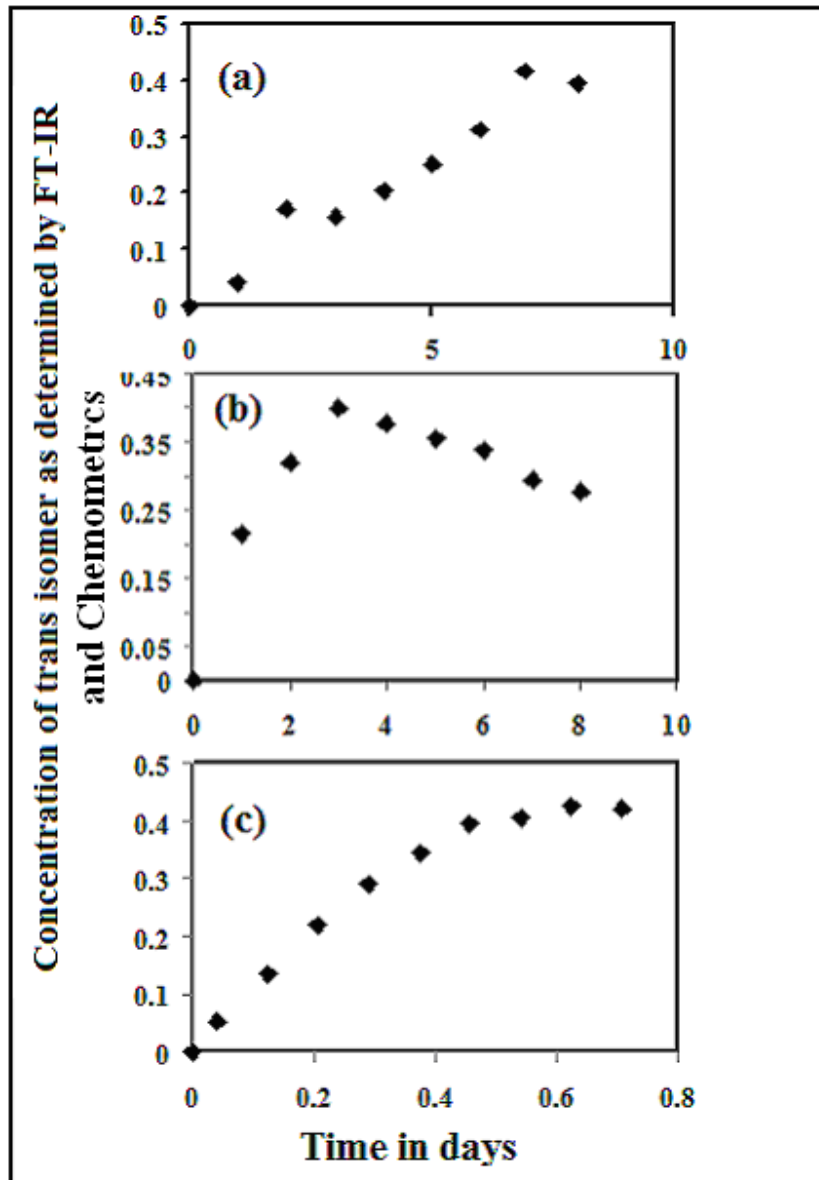 Concentration of trans isomer as determined by FT-IR
and Chemometrcs
(a)
0.5
0.4
0.3
0.2
0.1
0
0 5 10
(b)
0.45
0.35
0.25
0.15
0.05
0
0 2 4 6 8 10
(c)
0.5
0.4
0.3
0.2
0.1
0
0 0.2 0.4 0.6 0.8
Time in days